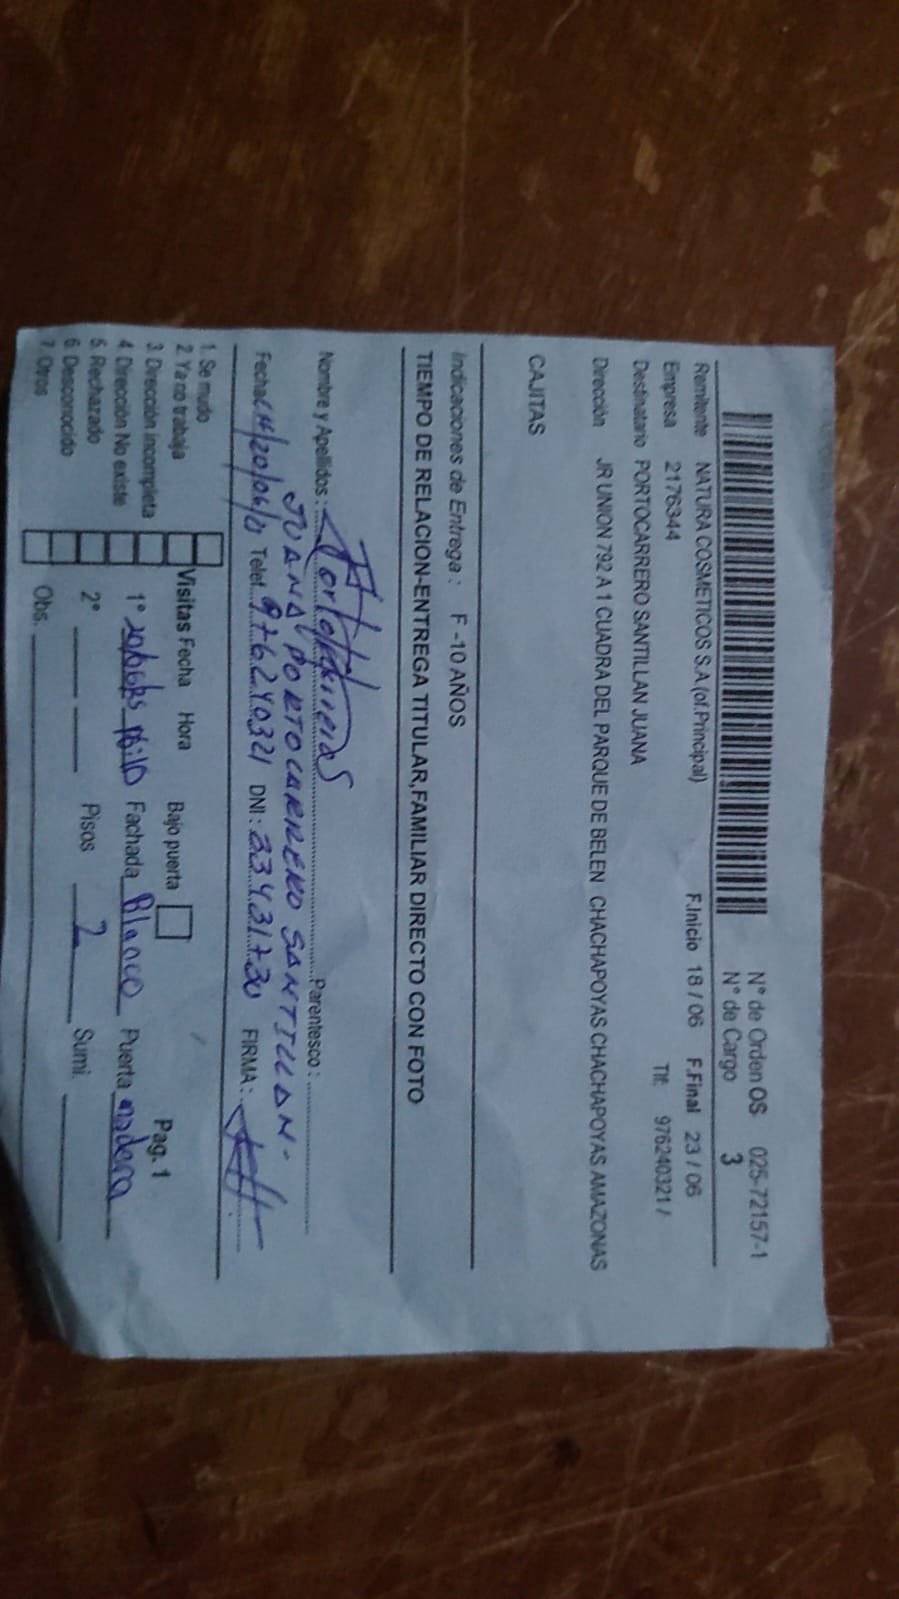 N° de Orden OS: 025-72157-1
N° de Cargo 3
Remitente NATURA COSMETICOS S.A.(of.Principal) F.Inicio 18 / 06 F.Final 23 / 06
Empresa 2176344 Tlf: 976240321 /
Destinatario PORTOCARRERO SANTILLAN JUANA
Dirección JR UNION 792 A 1 CUADRA DEL PARQUE DE BELEN CHACHAPOYAS CHACHAPOYAS AMAZONAS
CAJITAS
Indicaciones de Entrega : F -10 AÑOS
TIEMPO DE RELACION-ENTREGA TITULAR,FAMILIAR DIRECTO CON FOTO
Nombre y Apellidos : Parentesco :
JUANA PORTOCARRERO SANTILLAN.
Fecha Telef. 976240321 DNI : 33431730 FIRMA :
1. Se mudo
2. Ya no trabaja
3. Dirección incompleta
4. Dirección No existe
5. Rechazado
6. Desconocido
7. Otros
Visitas Fecha Hora Bajo puerta Pag. 1
1° 16:10 Fachada Blanco Puerta madera
2° Pisos 2 Sumi.
Obs.